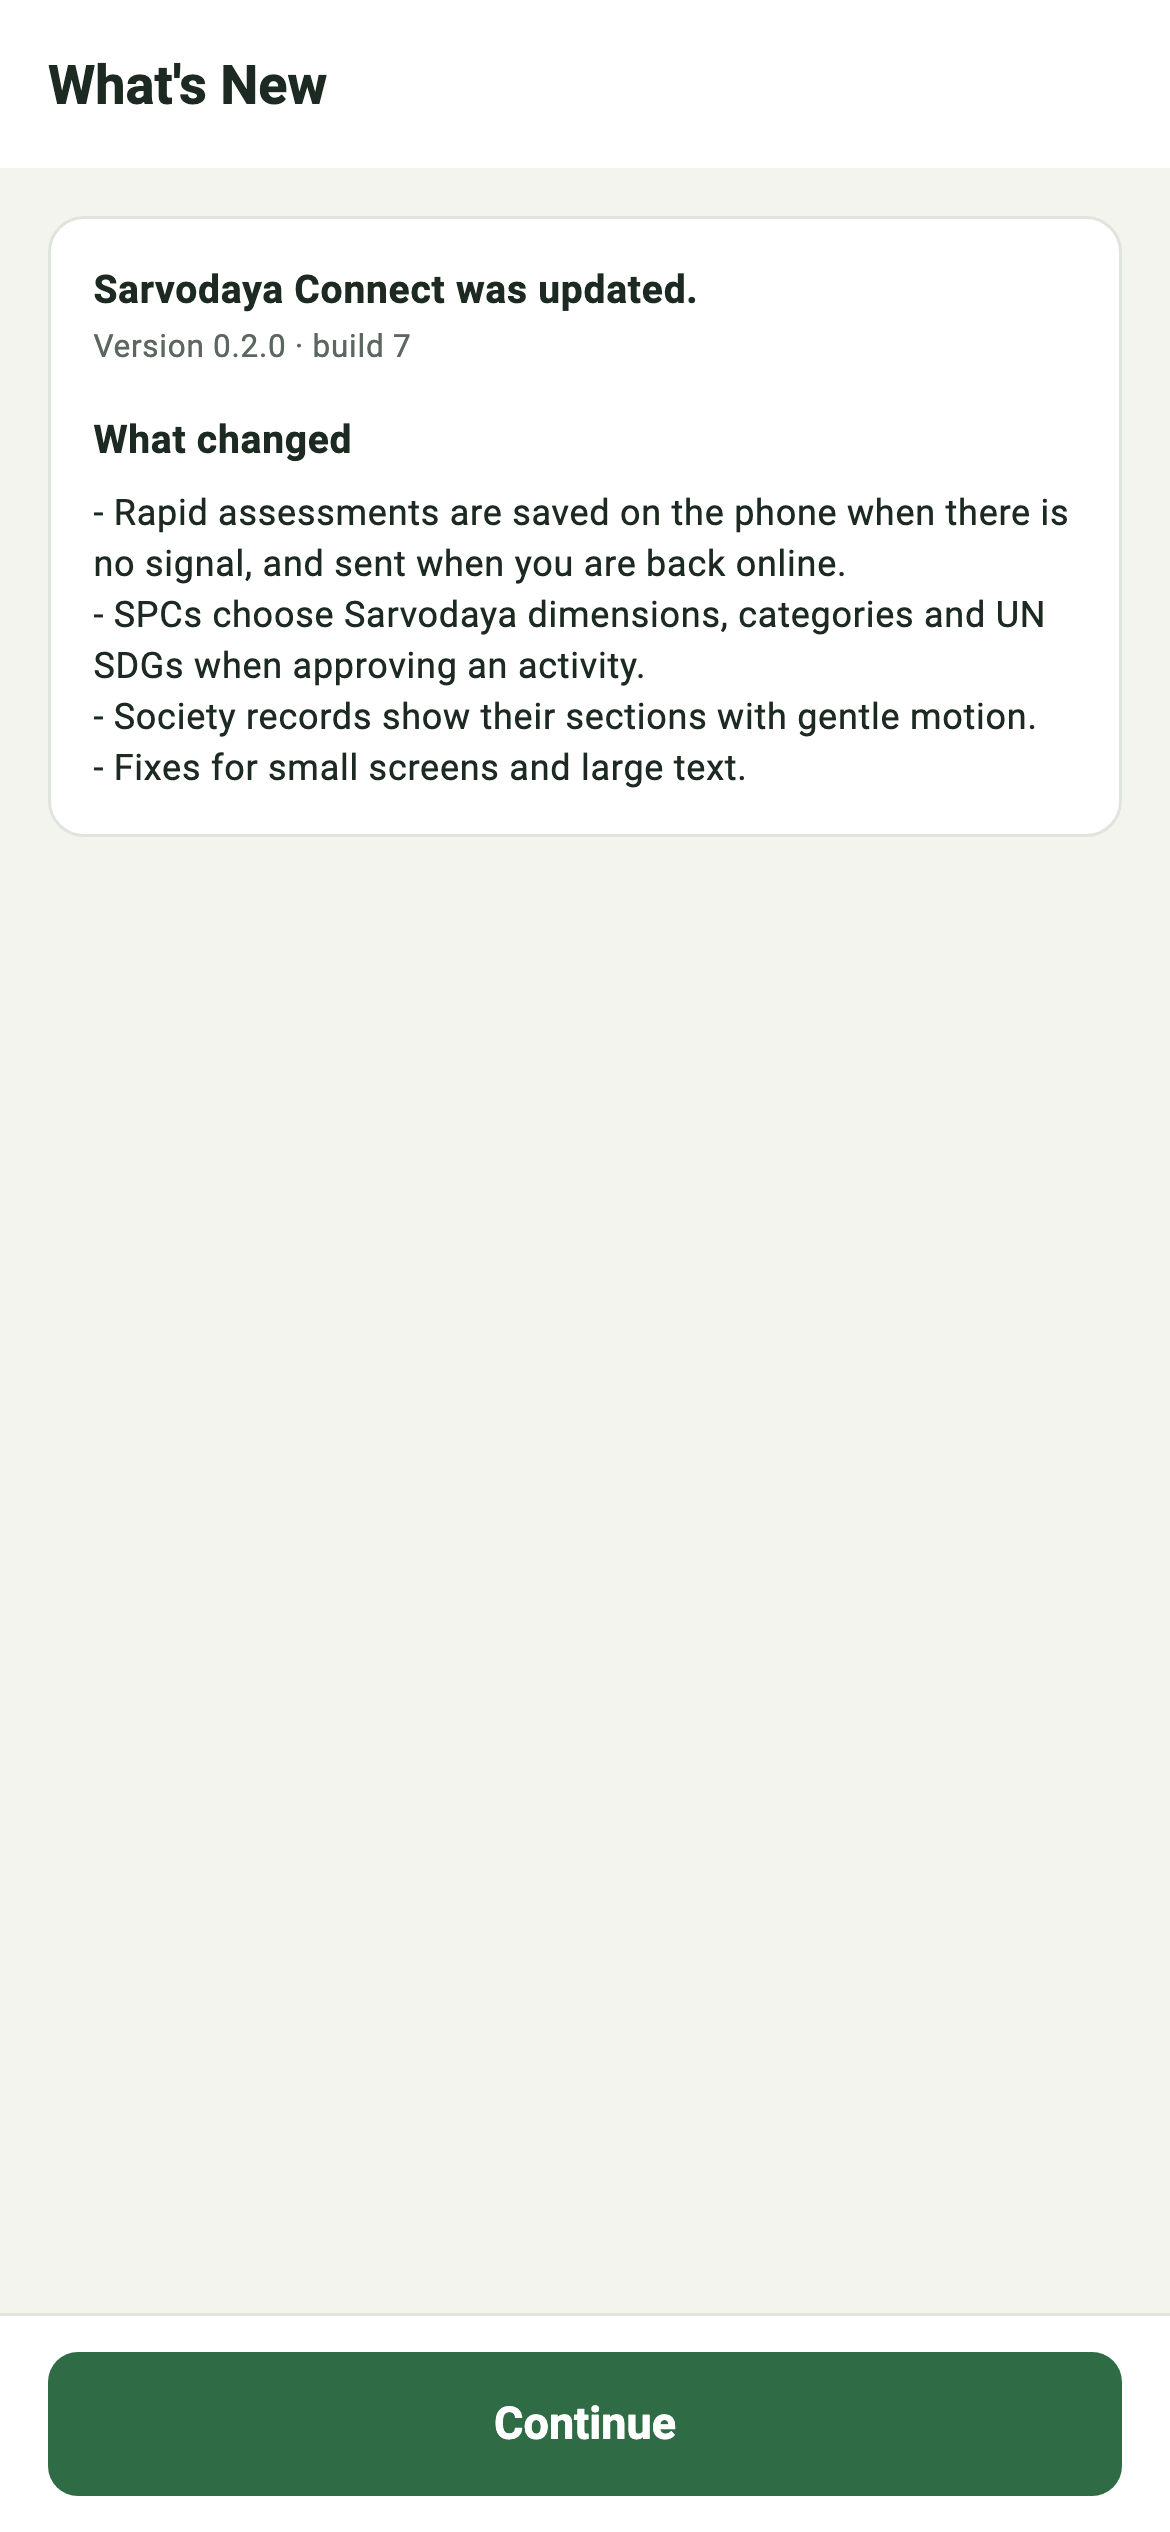 What's New
Sarvodaya Connect was updated.
Version 0.2.0 · build 7
What changed
- Rapid assessments are saved on the phone when there is
no signal, and sent when you are back online.
- SPCs choose Sarvodaya dimensions, categories and UN
SDGs when approving an activity.
- Society records show their sections with gentle motion.
- Fixes for small screens and large text.
Continue